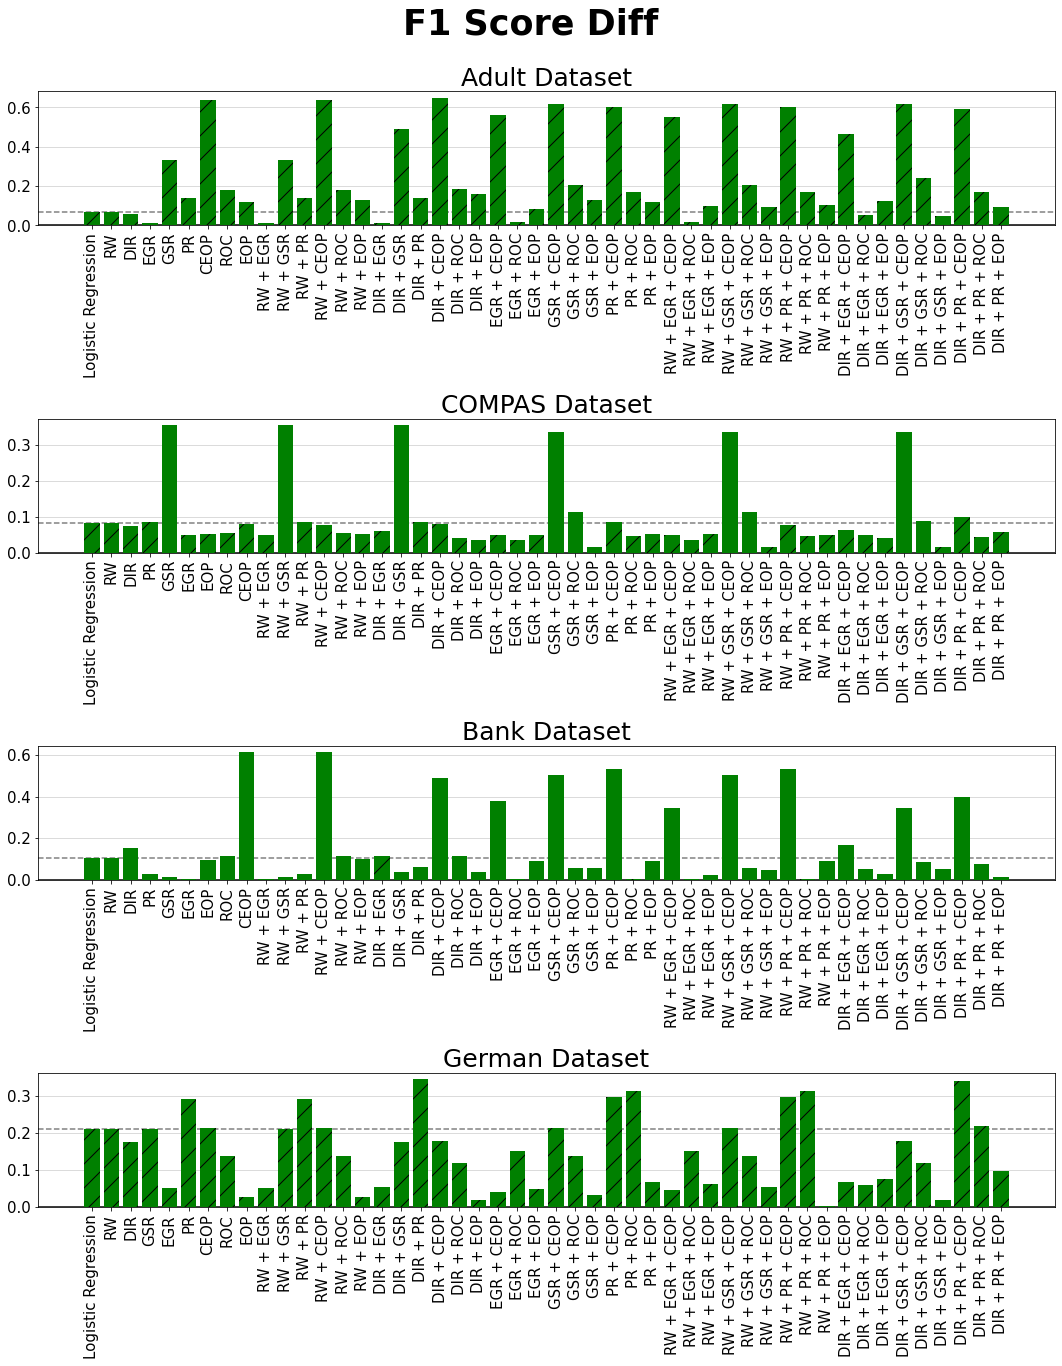 F1 Score Diff
Adult Dataset
0.6
0.4
0.2
0.0
Logistic Regression
RW
DIR
EGR
GSR
PR
CEOP
ROC
EOP
RW + EGR
RW + GSR
RW + PR
RW + CEOP
RW + ROC
RW + EOP
DIR + EGR
DIR + GSR
DIR + PR
DIR + CEOP
DIR + ROC
DIR + EOP
EGR + CEOP
EGR + ROC
EGR + EOP
GSR + CEOP
GSR + ROC
GSR + EOP
PR + CEOP
PR + ROC
PR + EOP
RW + EGR + CEOP
RW + EGR + ROC
RW + EGR + EOP
RW + GSR + CEOP
RW + GSR + ROC
RW + GSR + EOP
RW + PR + CEOP
RW + PR + ROC
RW + PR + EOP
DIR + EGR + CEOP
DIR + EGR + ROC
DIR + EGR + EOP
DIR + GSR + CEOP
DIR + GSR + ROC
DIR + GSR + EOP
DIR + PR + CEOP
DIR + PR + ROC
DIR + PR + EOP
COMPAS Dataset
0.3
0.2
0.1
0.0
Logistic Regression
RW
DIR
PR
GSR
EGR
EOP
ROC
CEOP
RW + EGR
RW + GSR
RW + PR
RW + CEOP
RW + ROC
RW + EOP
DIR + EGR
DIR + GSR
DIR + PR
DIR + CEOP
DIR + ROC
DIR + EOP
EGR + CEOP
EGR + ROC
EGR + EOP
GSR + CEOP
GSR + ROC
GSR + EOP
PR + CEOP
PR + ROC
PR + EOP
RW + EGR + CEOP
RW + EGR + ROC
RW + EGR + EOP
RW + GSR + CEOP
RW + GSR + ROC
RW + GSR + EOP
RW + PR + CEOP
RW + PR + ROC
RW + PR + EOP
DIR + EGR + CEOP
DIR + EGR + ROC
DIR + EGR + EOP
DIR + GSR + CEOP
DIR + GSR + ROC
DIR + GSR + EOP
DIR + PR + CEOP
DIR + PR + ROC
DIR + PR + EOP
Bank Dataset
0.6
0.4
0.2
0.0
Logistic Regression
RW
DIR
PR
GSR
EGR
EOP
ROC
CEOP
RW + EGR
RW + GSR
RW + PR
RW + CEOP
RW + ROC
RW + EOP
DIR + EGR
DIR + GSR
DIR + PR
DIR + CEOP
DIR + ROC
DIR + EOP
EGR + CEOP
EGR + ROC
EGR + EOP
GSR + CEOP
GSR + ROC
GSR + EOP
PR + CEOP
PR + ROC
PR + EOP
RW + EGR + CEOP
RW + EGR + ROC
RW + EGR + EOP
RW + GSR + CEOP
RW + GSR + ROC
RW + GSR + EOP
RW + PR + CEOP
RW + PR + ROC
RW + PR + EOP
DIR + EGR + CEOP
DIR + EGR + ROC
DIR + EGR + EOP
DIR + GSR + CEOP
DIR + GSR + ROC
DIR + GSR + EOP
DIR + PR + CEOP
DIR + PR + ROC
DIR + PR + EOP
German Dataset
0.3
0.2
0.1
0.0
Logistic Regression
RW
DIR
GSR
EGR
PR
CEOP
ROC
EOP
RW + EGR
RW + GSR
RW + PR
RW + CEOP
RW + ROC
RW + EOP
DIR + EGR
DIR + GSR
DIR + PR
DIR + CEOP
DIR + ROC
DIR + EOP
EGR + CEOP
EGR + ROC
EGR + EOP
GSR + CEOP
GSR + ROC
GSR + EOP
PR + CEOP
PR + ROC
PR + EOP
RW + EGR + CEOP
RW + EGR + ROC
RW + EGR + EOP
RW + GSR + CEOP
RW + GSR + ROC
RW + GSR + EOP
RW + PR + CEOP
RW + PR + ROC
RW + PR + EOP
DIR + EGR + CEOP
DIR + EGR + ROC
DIR + EGR + EOP
DIR + GSR + CEOP
DIR + GSR + ROC
DIR + GSR + EOP
DIR + PR + CEOP
DIR + PR + ROC
DIR + PR + EOP